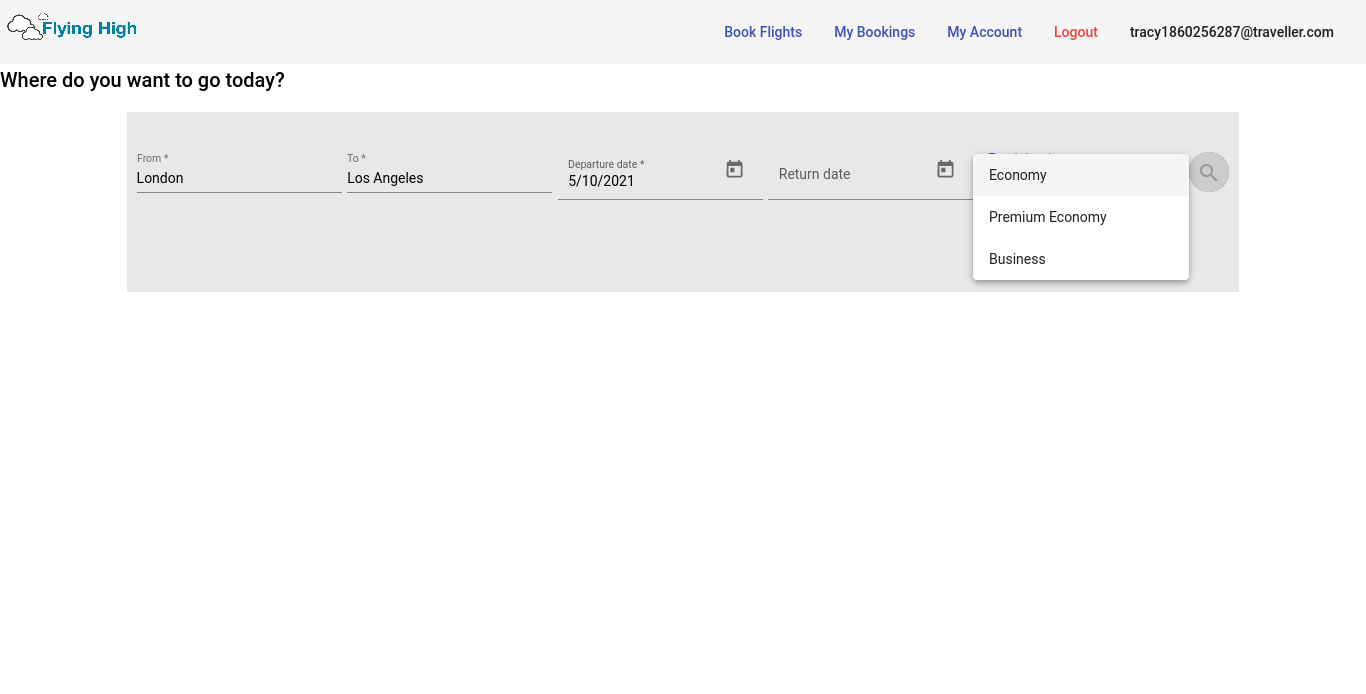 Flying High
Book Flights
My Bookings
My Account
Logout
tracy1860256287@traveller.com
Where do you want to go today?
From *
London
To *
Los Angeles
Departure date *
5/10/2021
Return date
Economy
Premium Economy
Business